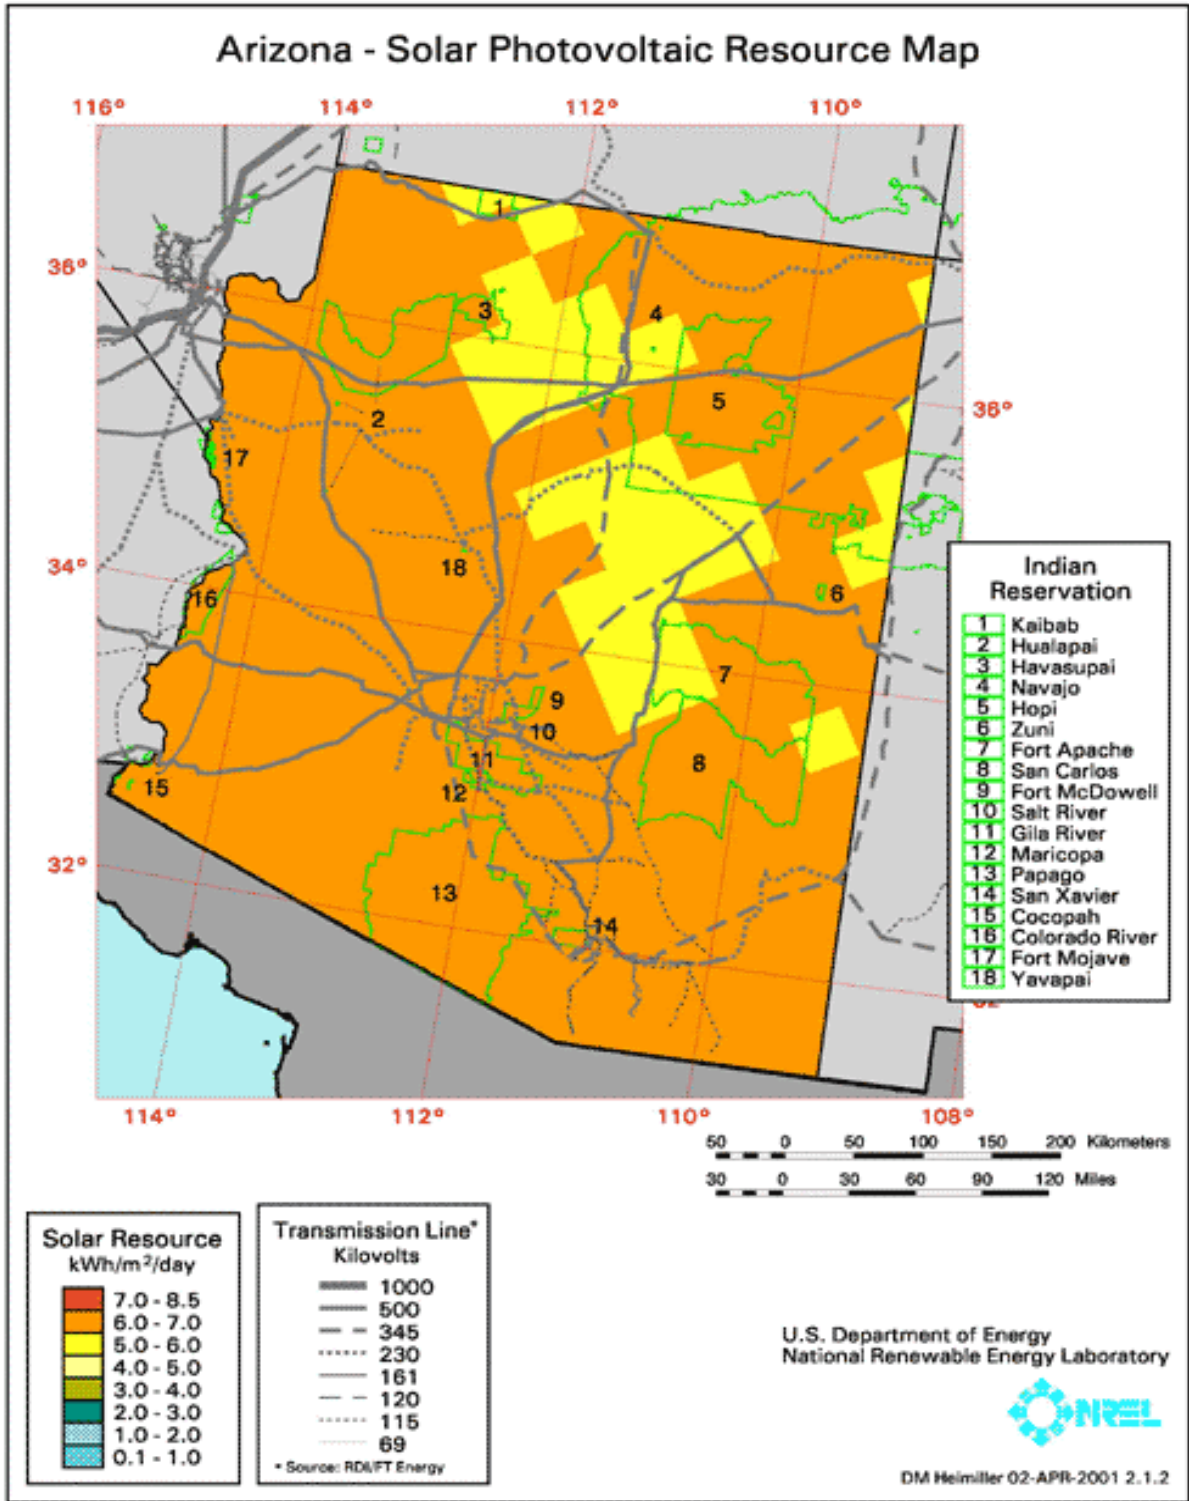 Arizona - Solar Photovoltaic Resource Map
116°
114°
112°
110°
1
36°
3
4
2
5
36°
17
34°
18
6
16
7
9
10
11
8
15
12
32°
13
14
Indian
Reservation
1 Kaibab
2 Hualapai
3 Havasupai
4 Navajo
5 Hopi
6 Zuni
7 Fort Apache
8 San Carlos
9 Fort McDowell
10 Salt River
11 Gila River
12 Maricopa
13 Papago
14 San Xavier
15 Cocopah
16 Colorado River
17 Fort Mojave
18 Yavapai
114°
112°
110°
108°
50 0 50 100 150 200 Kilometers
30 0 30 60 90 120 Miles
Solar Resource
kWh/m²/day
7.0 - 8.5
6.0 - 7.0
5.0 - 6.0
4.0 - 5.0
3.0 - 4.0
2.0 - 3.0
1.0 - 2.0
0.1 - 1.0
Transmission Line*
Kilovolts
1000
500
345
230
161
120
115
69
* Source: RDI/FT Energy
U.S. Department of Energy
National Renewable Energy Laboratory
NREL
DM Heimiller 02-APR-2001 2.1.2